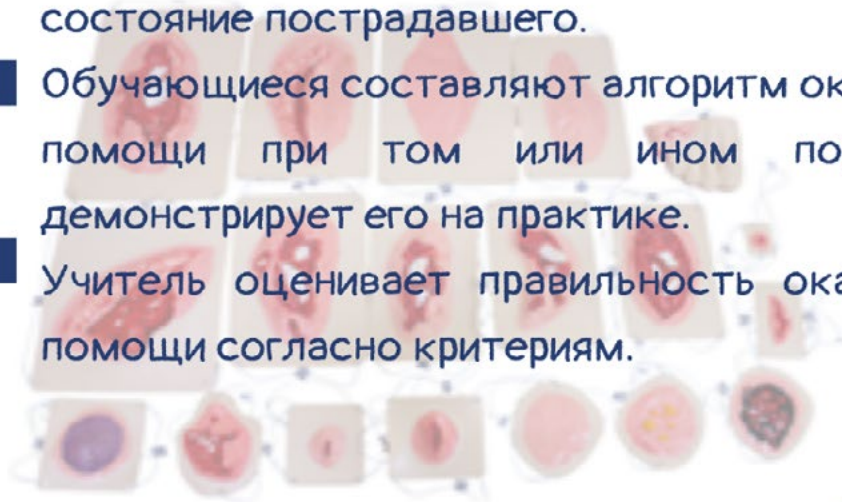 состояние пострадавшего.
Обучающиеся составляют алгоритм ок
помощи при том или ином по
демонстрирует его на практике.
Учитель оценивает правильность ока
помощи согласно критериям.